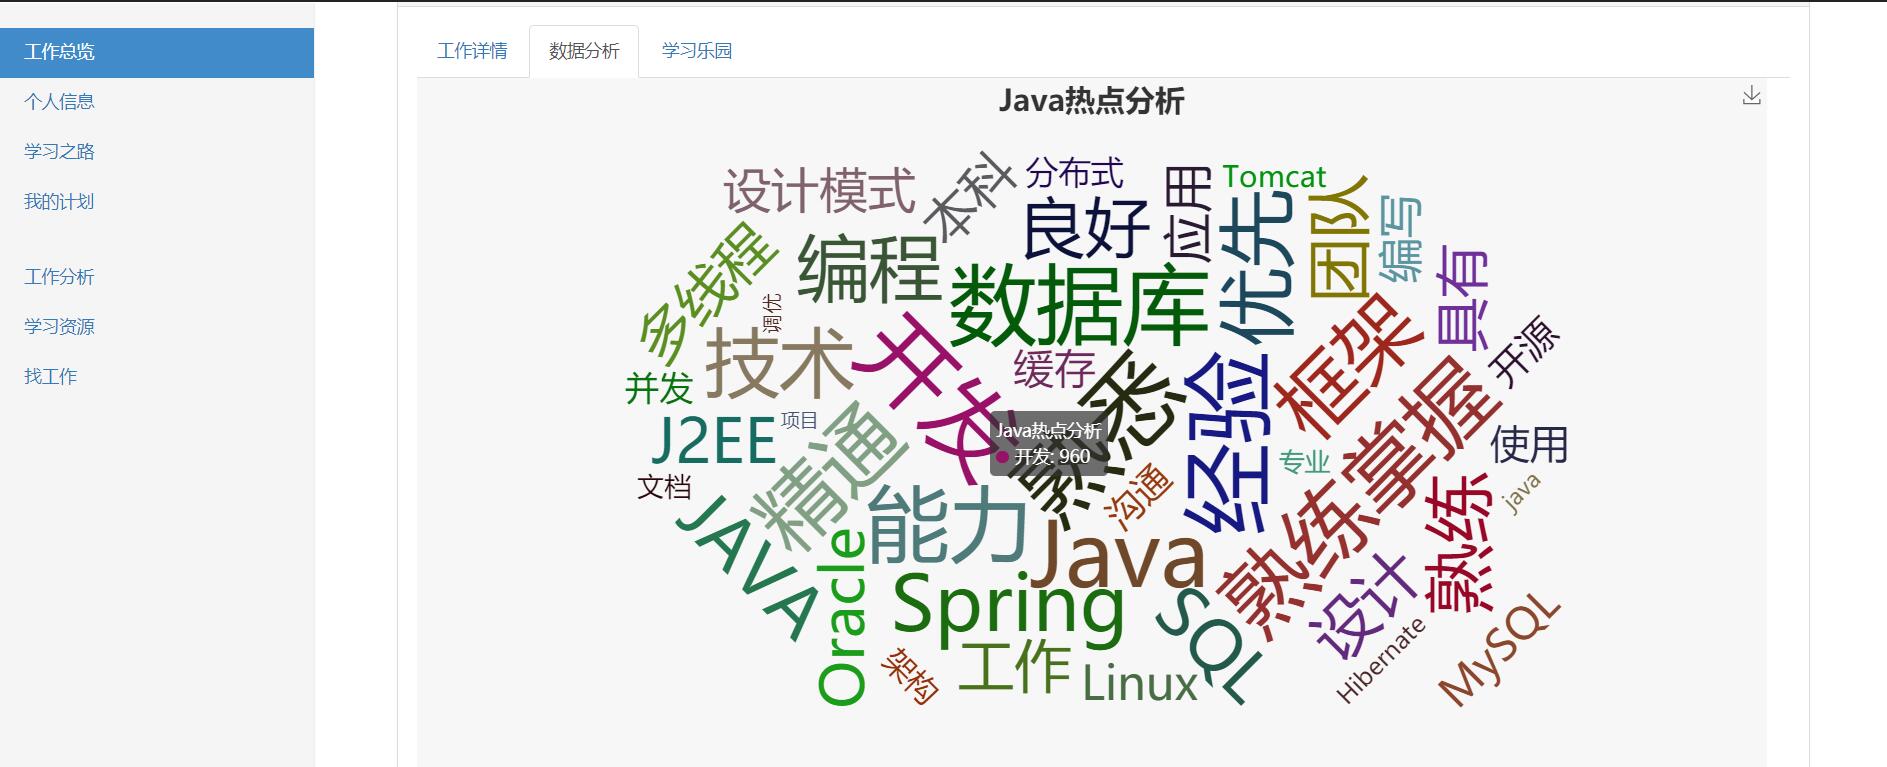 工作总览
个人信息
学习之路
我的计划
工作分析
学习资源
找工作
工作详情 数据分析 学习乐园
Java热点分析
设计模式
本科
分布式
应用
Tomcat
优先
团队
编写
良好
编程
多线程
调优
数据库
具有
技术
开发
缓存
熟悉
经验
框架
开源
并发
J2EE
项目
精通
Java热点分析
开发: 960
熟练掌握
专业
使用
文档
JAVA
能力
沟通
java
熟练
Oracle
Java
Spring
SQL
设计
架构
工作
Linux
Hibernate
MySQL